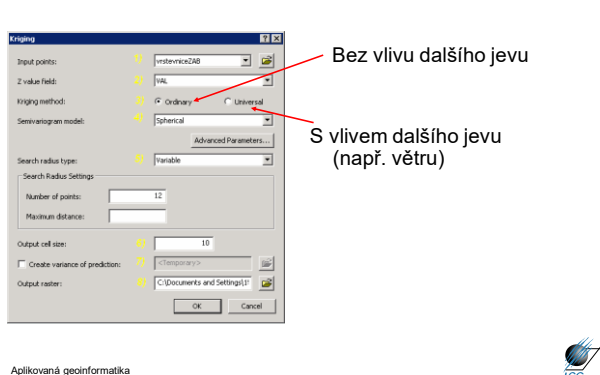 Kriging
Input points: 1) vrstevniceZAB
Z value field: 2) VAL
Kriging method: 3) Ordinary Universal
Semivariogram model: 4) Spherical
Advanced Parameters...
Search radius type: 5) Variable
Search Radius Settings
Number of points: 12
Maximum distance:
Output cell size: 6) 10
Create variance of prediction: 7) <Temporary>
Output raster: 8) C:\Documents and Settings\
OK Cancel
Bez vlivu dalšího jevu
S vlivem dalšího jevu
(např. větru)
Aplikovaná geoinformatika